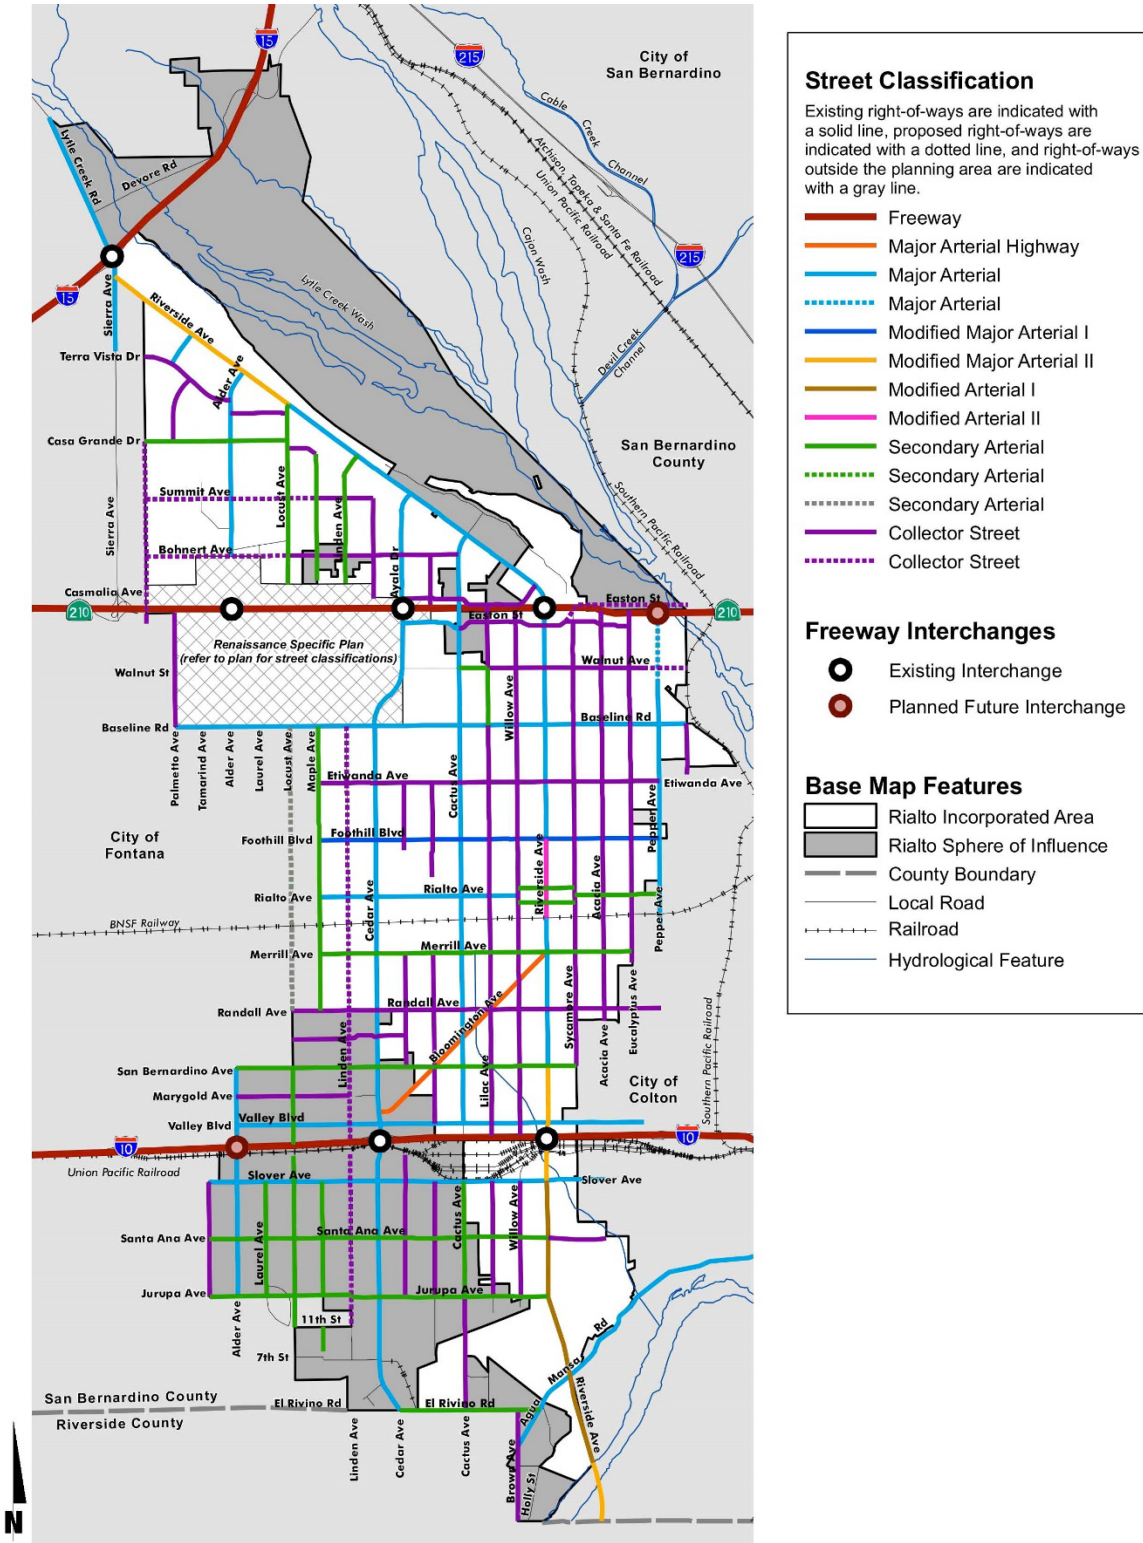 15
215
City of
San Bernardino
Cable
Creek
Channel
Atchison, Topeka & Santa Fe Railroad
Union Pacific Railroad
Lytle Creek Rd
Devore Rd
Cajon Wash
215
15
Sierra Ave
Riverside Ave
Lytle Creek Wash
Devil Creek
Channel
Terra Vista Dr
Alder Ave
Casa Grande Dr
San Bernardino
County
Summit Ave
Locust Ave
Linden Ave
Sierra Ave
Southern Pacific Railroad
Bohnert Ave
Ayala Dr
Casmalia Ave
Easton St
210
210
Easton St
Renaissance Specific Plan
(refer to plan for street classifications)
Walnut St
Walnut Ave
Willow Ave
Baseline Rd
Baseline Rd
Palmetto Ave
Tamarind Ave
Alder Ave
Laurel Ave
Locust Ave
Maple Ave
Cactus Ave
Etiwanda Ave
Etiwanda Ave
Pepper Ave
City of
Fontana
Foothill Blvd
Foothill Blvd
Riverside Ave
Acacia Ave
Rialto Ave
Rialto Ave
Cedar Ave
Pepper Ave
BNSF Railway
Merrill Ave
Merrill Ave
Randall Ave
Randall Ave
Bloomington Ave
Sycamore Ave
Acacia Ave
Eucalyptus Ave
Southern Pacific Railroad
Linden Ave
San Bernardino Ave
Lilac Ave
City of
Colton
Marygold Ave
Valley Blvd
Valley Blvd
10
10
Union Pacific Railroad
Slover Ave
Slover Ave
Cactus Ave
Willow Ave
Laurel Ave
Santa Ana Ave
Santa Ana Ave
Jurupa Ave
Jurupa Ave
Alder Ave
11th St
7th St
Agua Mansa Rd
Riverside Ave
San Bernardino County
Riverside County
El Rivino Rd
El Rivino Rd
Linden Ave
Cedar Ave
Cactus Ave
Brown Ave
Holly St
N
Street Classification
Existing right-of-ways are indicated with
a solid line, proposed right-of-ways are
indicated with a dotted line, and right-of-ways
outside the planning area are indicated
with a gray line.
Freeway
Major Arterial Highway
Major Arterial
Major Arterial
Modified Major Arterial I
Modified Major Arterial II
Modified Arterial I
Modified Arterial II
Secondary Arterial
Secondary Arterial
Secondary Arterial
Collector Street
Collector Street
Freeway Interchanges
Existing Interchange
Planned Future Interchange
Base Map Features
Rialto Incorporated Area
Rialto Sphere of Influence
County Boundary
Local Road
Railroad
Hydrological Feature